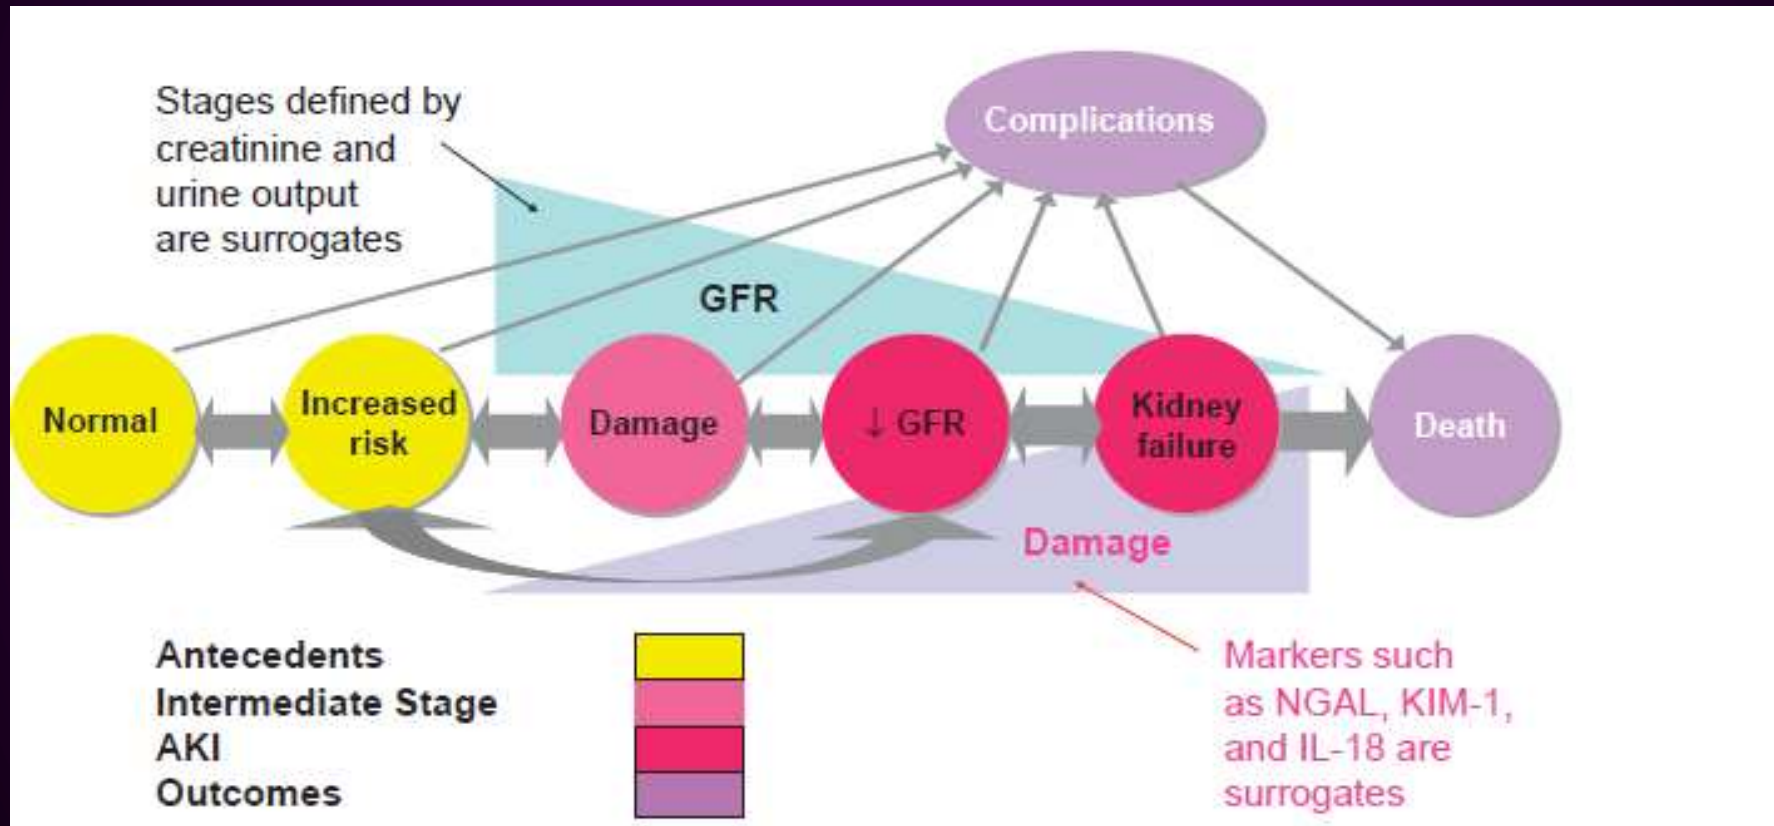 Stages defined by
creatinine and
urine output
are surrogates
Complications
GFR
Normal
Increased
risk
Damage
↓ GFR
Kidney
failure
Death
Damage
Antecedents
Intermediate Stage
AKI
Outcomes
Markers such
as NGAL, KIM-1,
and IL-18 are
surrogates